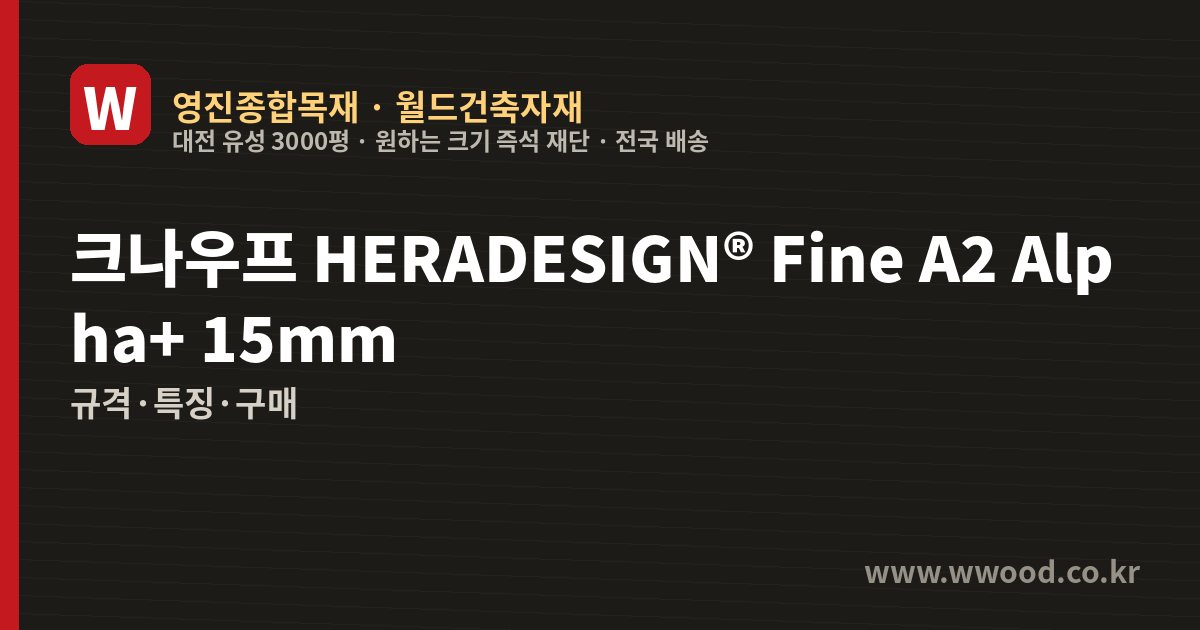 W
영진종합목재 · 월드건축자재
대전 유성 3000평 · 원하는 크기 즉석 재단 · 전국 배송
크나우프 HERADESIGN® Fine A2 Alp
ha+ 15mm
규격·특징·구매
www.wwood.co.kr